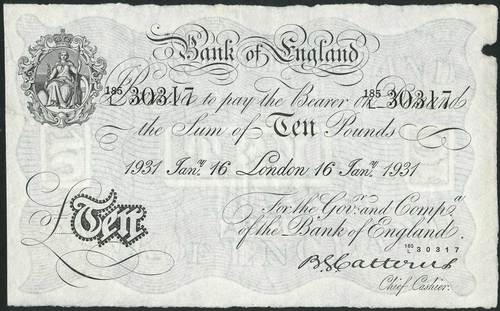 Bank of England
185/L 30317 185/L 30317
Promise to pay the Bearer on Demand
the Sum of Ten Pounds
1931 Jany. 16 London 16 Jany. 1931
For the Govr. and Compa.
of the Bank of England.
£Ten
185/L 30317
B G Catterns
Chief Cashier.